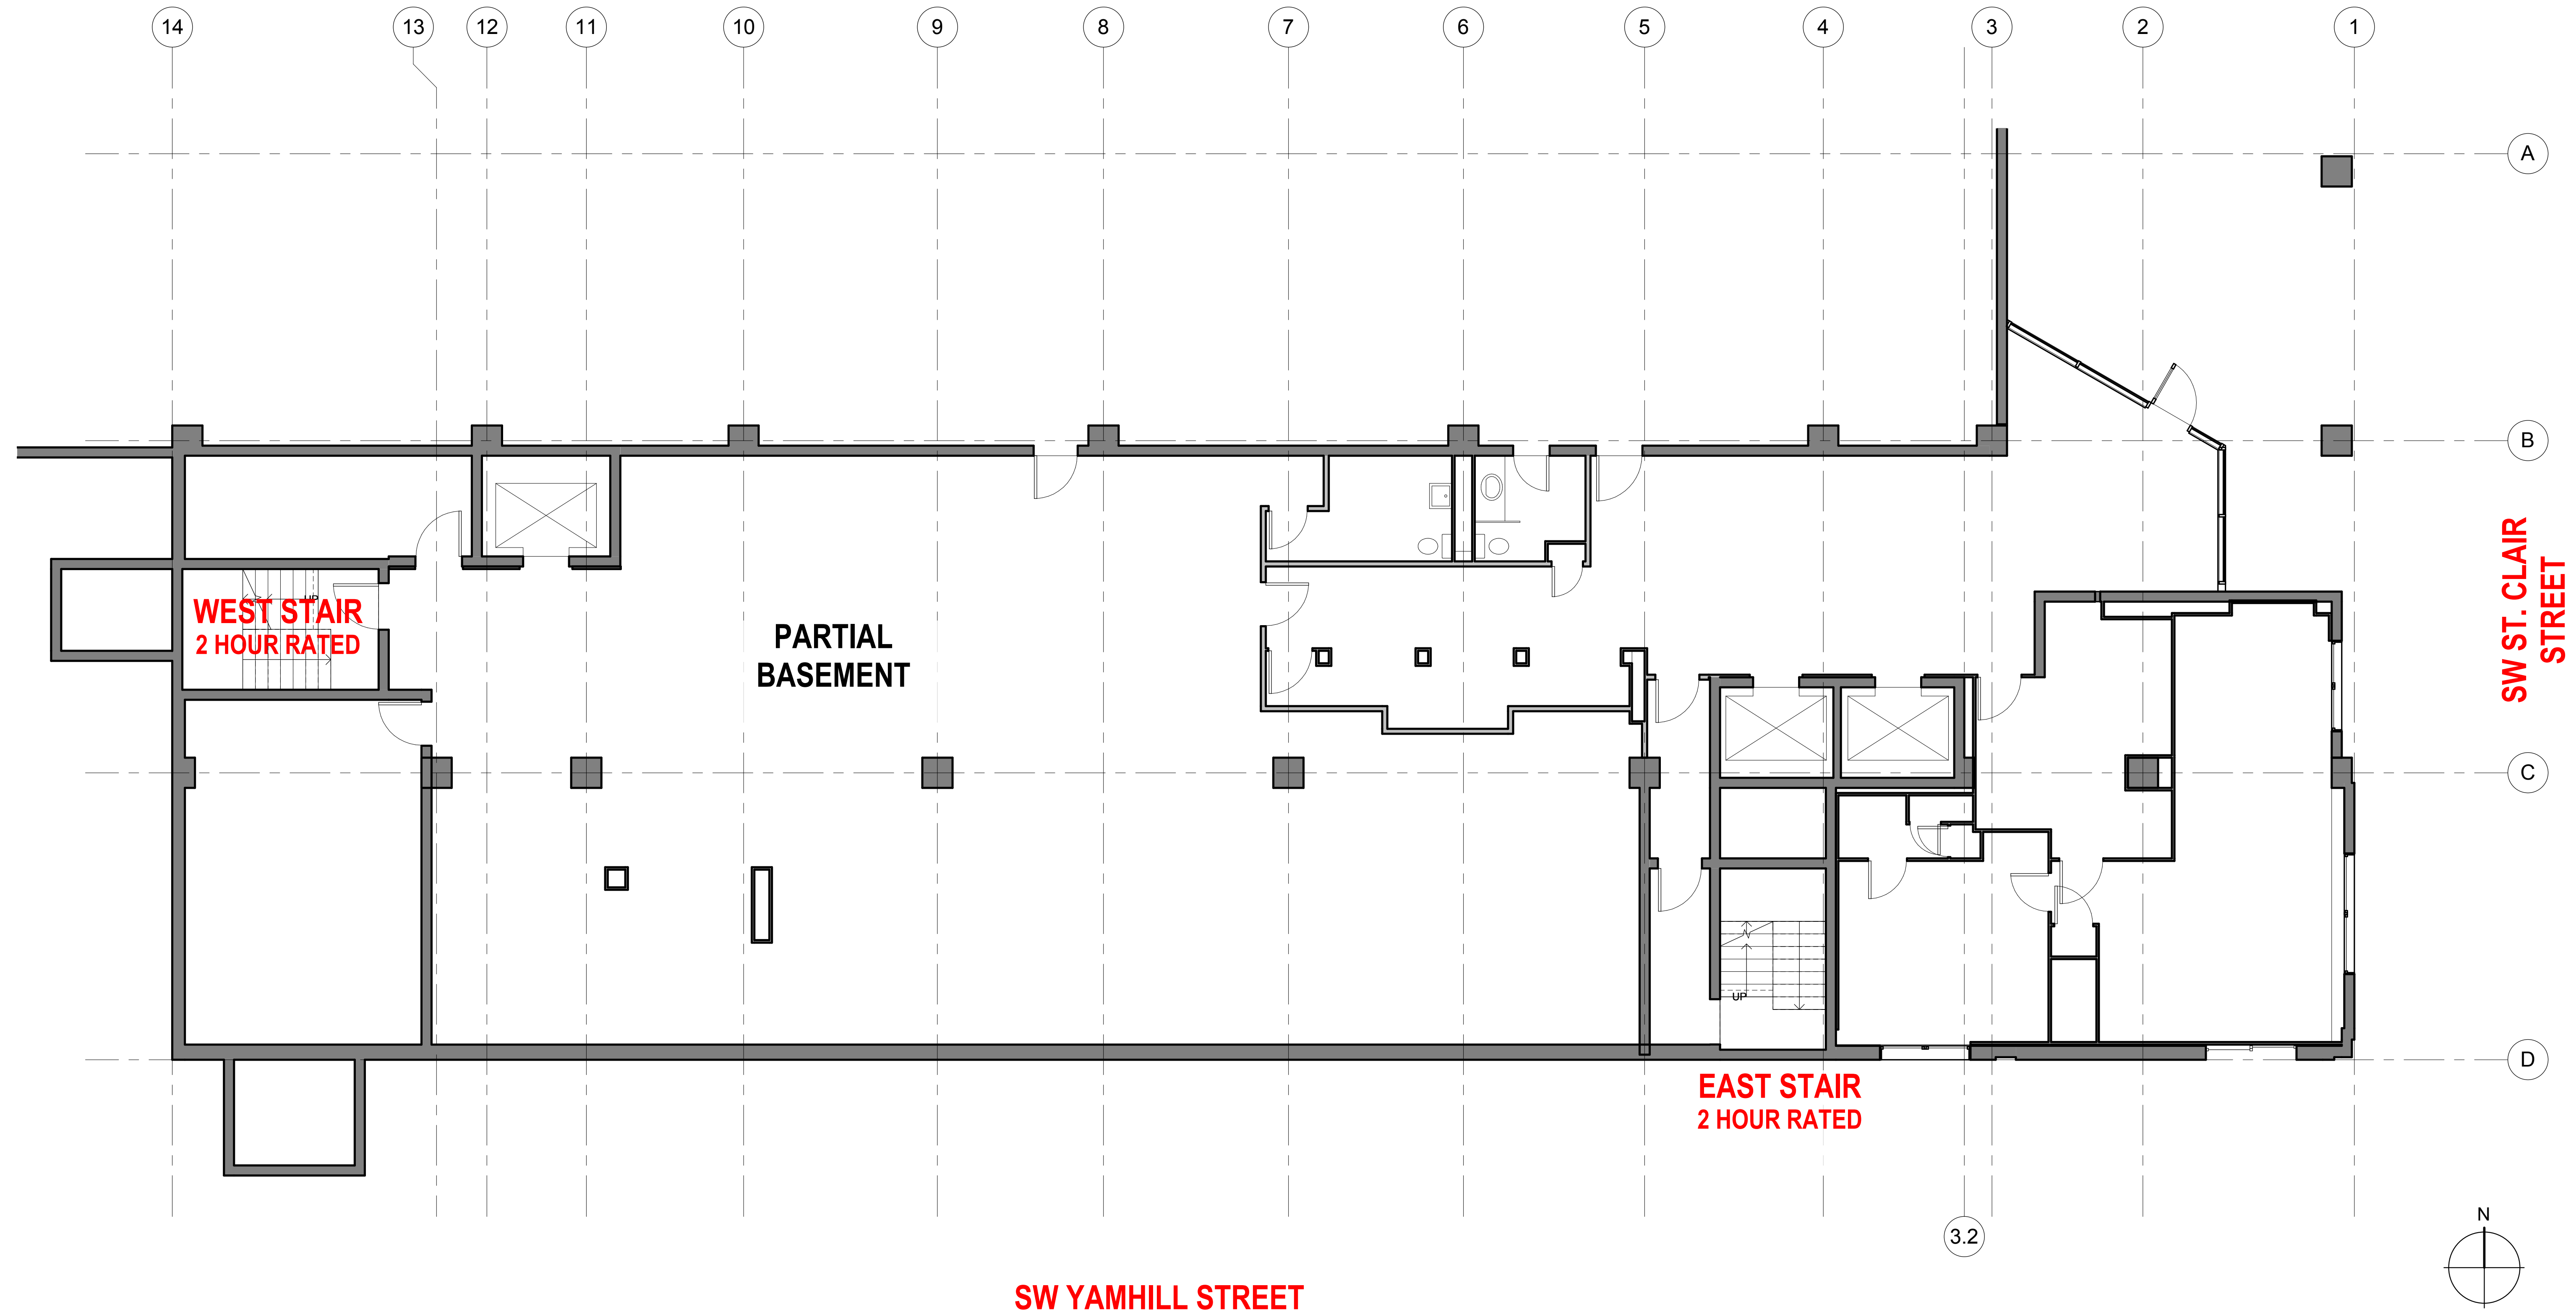 14
13
12
11
10
9
8
7
6
5
4
3
2
1
A
B
SW ST. CLAIR
STREET
UP
WEST STAIR
2 HOUR RATED
PARTIAL
BASEMENT
C
UP
D
EAST STAIR
2 HOUR RATED
3.2
N
SW YAMHILL STREET